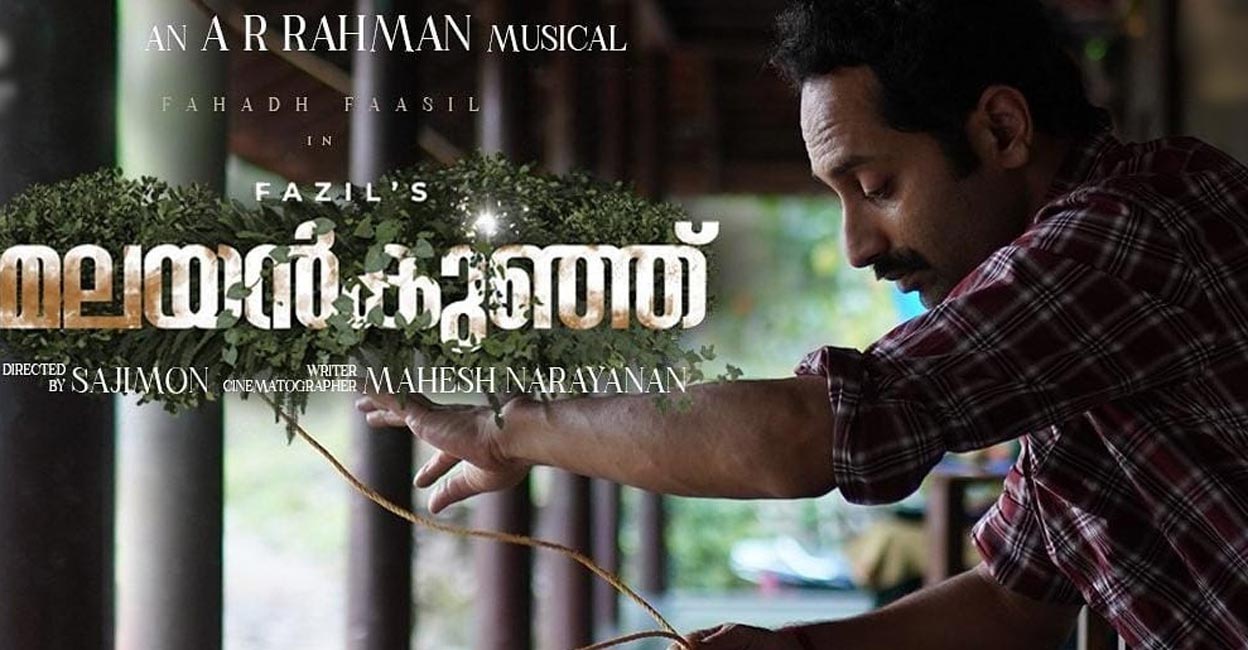 AN A R RAHMAN MUSICAL
FAHADH FAASIL
IN
FAZIL'S
മലയൻകുഞ്ഞ്
DIRECTED BY SAJIMON WRITER CINEMATOGRAPHER MAHESH NARAYANAN